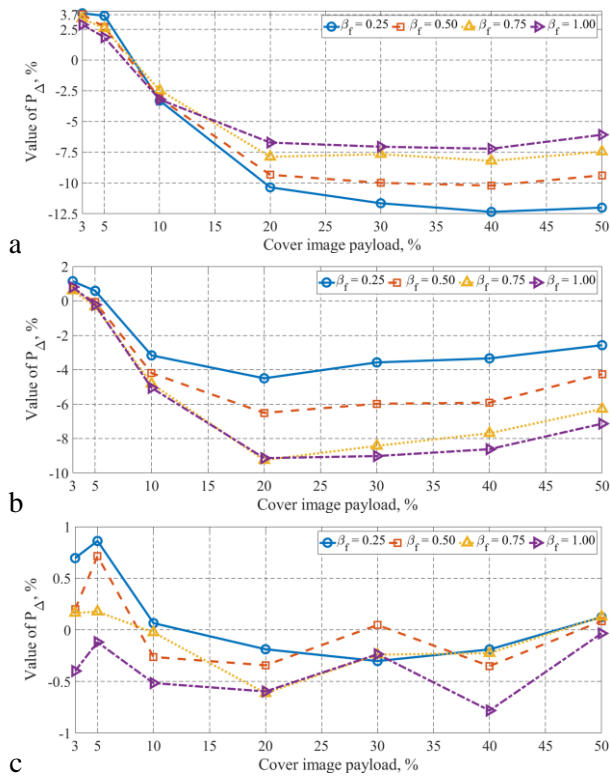 3.7
2.5
0
-2.5
-5
-7.5
-10
-12.5
Value of P_Δ, %
β_f = 0.25 β_f = 0.50 β_f = 0.75 β_f = 1.00
3 5 10 20 30 40 50
Cover image payload, %
a
2
0
-2
-4
-6
-8
-10
Value of P_Δ, %
β_f = 0.25 β_f = 0.50 β_f = 0.75 β_f = 1.00
3 5 10 15 20 25 30 35 40 45 50
Cover image payload, %
b
1
0.5
0
-0.5
-1
Value of P_Δ, %
β_f = 0.25 β_f = 0.50 β_f = 0.75 β_f = 1.00
3 5 10 15 20 25 30 35 40 45 50
Cover image payload, %
c